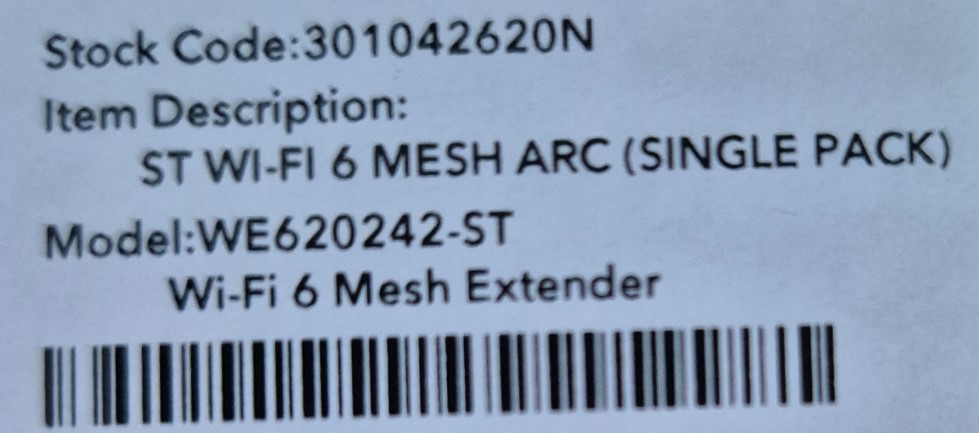 Stock Code:301042620N
Item Description:
ST WI-FI 6 MESH ARC (SINGLE PACK)
Model:WE620242-ST
Wi-Fi 6 Mesh Extender